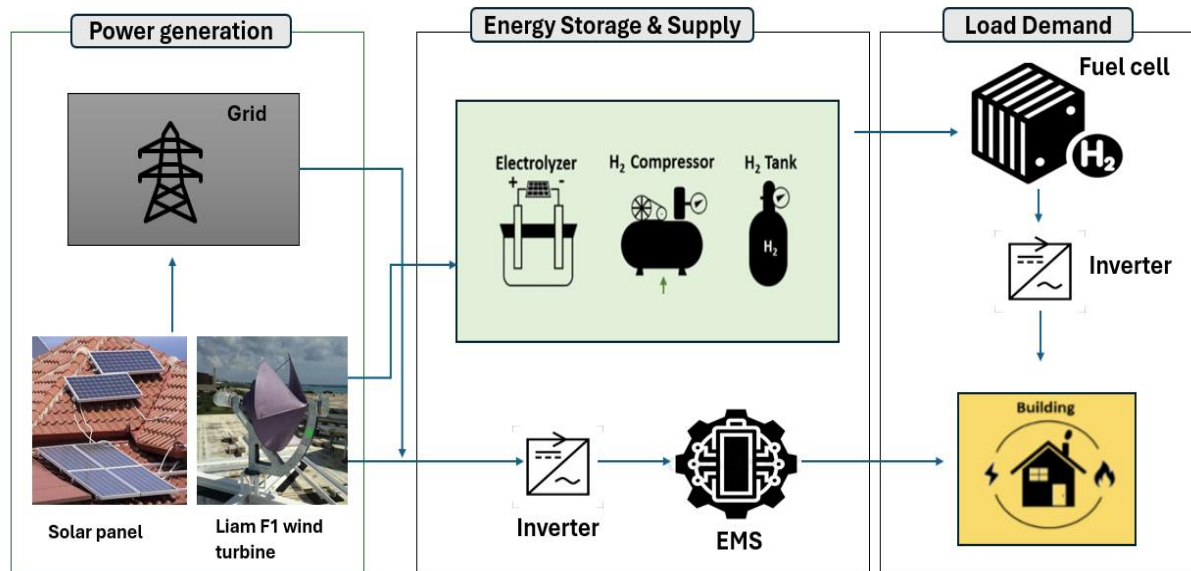 Power generation
Energy Storage & Supply
Load Demand
Grid
Solar panel
Liam F1 wind
turbine
Electrolyzer
+ -
H₂ Compressor
H₂ Tank
H₂
Inverter
EMS
Fuel cell
H₂
Inverter
Building